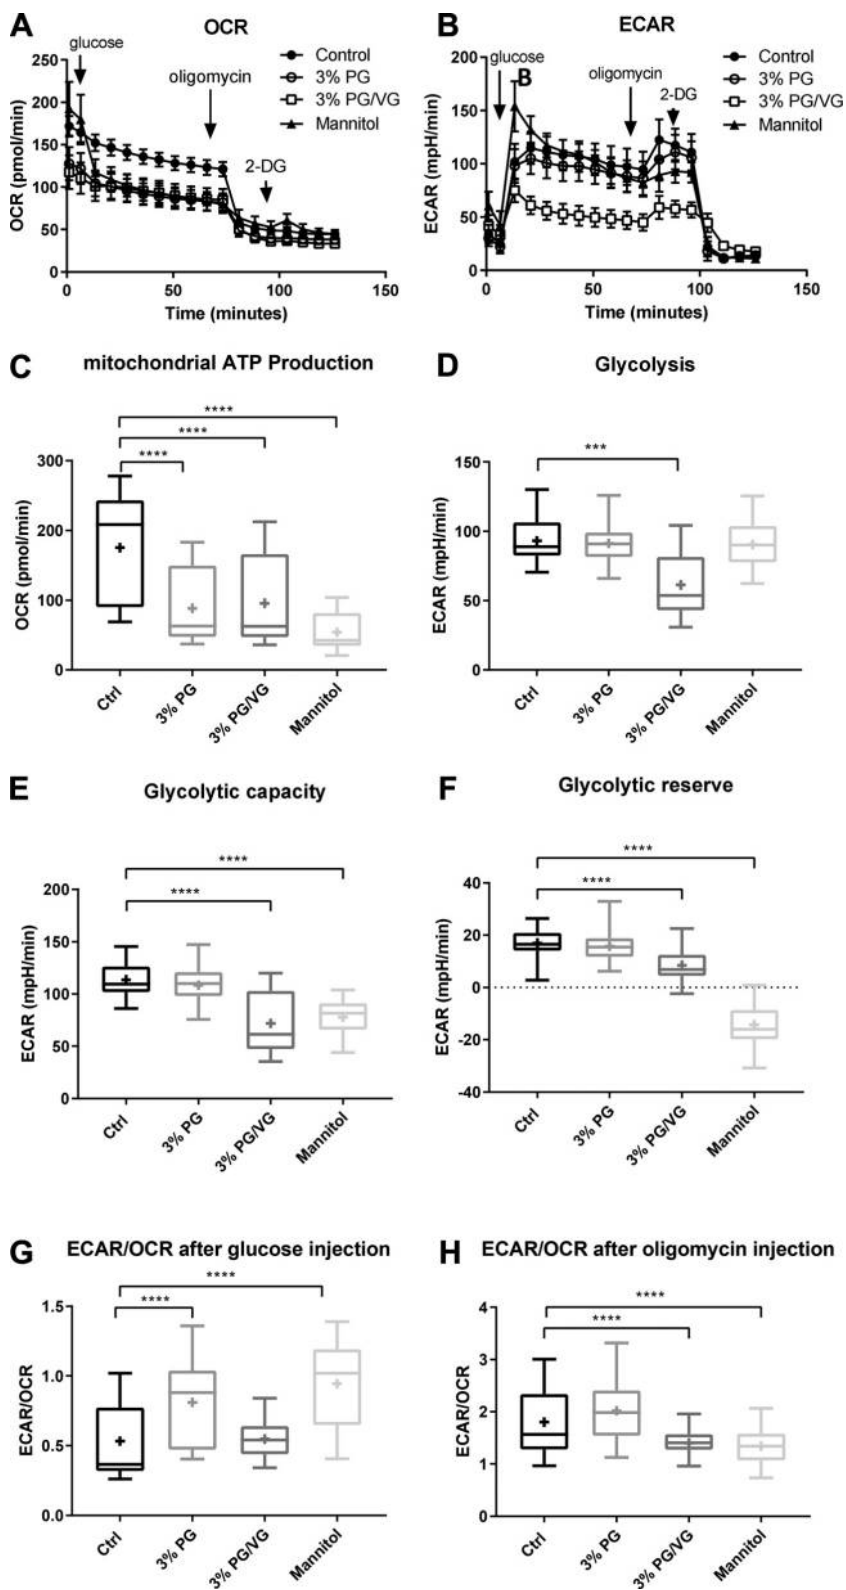 A
OCR
glucose
Control
3% PG
3% PG/VG
Mannitol
oligomycin
2-DG
250
200
150
100
50
0
OCR (pmol/min)
0
50
100
150
Time (minutes)
B
ECAR
glucose
B
Control
3% PG
3% PG/VG
Mannitol
oligomycin
2-DG
200
150
100
50
0
ECAR (mpH/min)
0
50
100
150
Time (minutes)
C
mitochondrial ATP Production
****
****
****
300
200
100
0
OCR (pmol/min)
Ctrl
3% PG
3% PG/VG
Mannitol
D
Glycolysis
***
150
100
50
0
ECAR (mpH/min)
Ctrl
3% PG
3% PG/VG
Mannitol
E
Glycolytic capacity
****
****
200
150
100
50
0
ECAR (mpH/min)
Ctrl
3% PG
3% PG/VG
Mannitol
F
Glycolytic reserve
****
****
40
20
0
-20
-40
ECAR (mpH/min)
Ctrl
3% PG
3% PG/VG
Mannitol
G
ECAR/OCR after glucose injection
****
****
1.5
1.0
0.5
0.0
ECAR/OCR
Ctrl
3% PG
3% PG/VG
Mannitol
H
ECAR/OCR after oligomycin injection
****
****
4
3
2
1
0
ECAR/OCR
Ctrl
3% PG
3% PG/VG
Mannitol